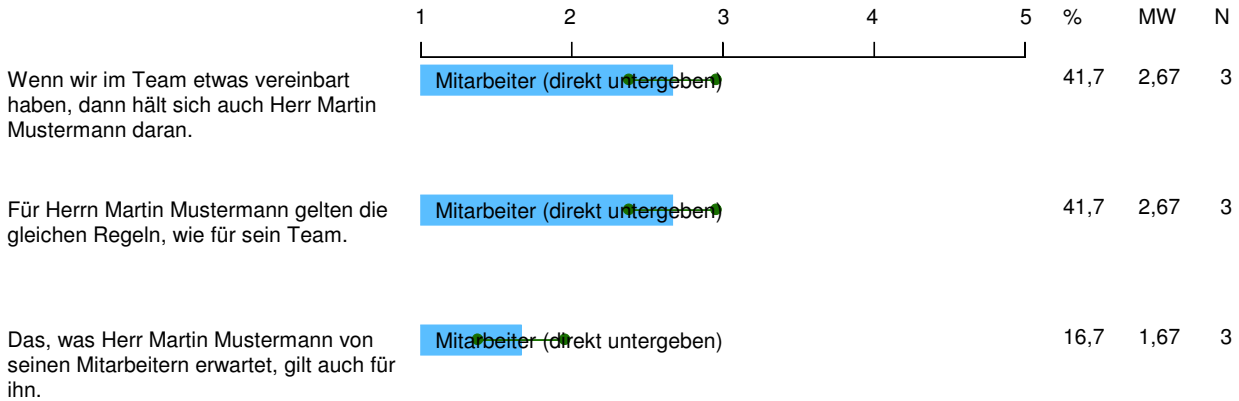 1 2 3 4 5 % MW N
Wenn wir im Team etwas vereinbart
haben, dann hält sich auch Herr Martin
Mustermann daran.
Mitarbeiter (direkt untergeben)
41,7 2,67 3
Für Herrn Martin Mustermann gelten die
gleichen Regeln, wie für sein Team.
Mitarbeiter (direkt untergeben)
41,7 2,67 3
Das, was Herr Martin Mustermann von
seinen Mitarbeitern erwartet, gilt auch für
ihn.
Mitarbeiter (direkt untergeben)
16,7 1,67 3